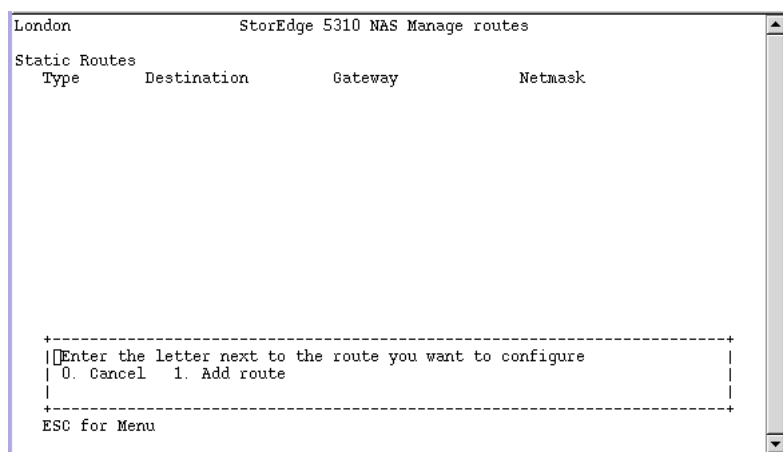 London StorEdge 5310 NAS Manage routes
Static Routes
Type Destination Gateway Netmask
Enter the letter next to the route you want to configure
0. Cancel 1. Add route
ESC for Menu